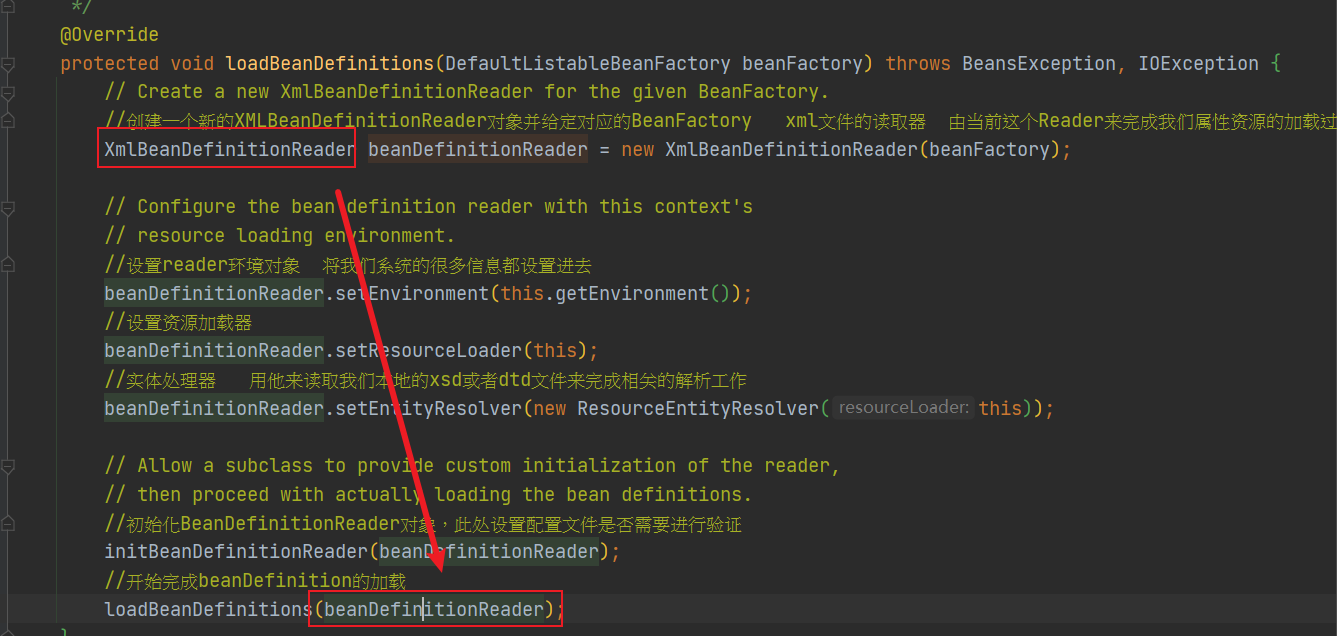 */
@Override
protected void loadBeanDefinitions(DefaultListableBeanFactory beanFactory) throws BeansException, IOException {
// Create a new XmlBeanDefinitionReader for the given BeanFactory.
//创建一个新的XMLBeanDefinitionReader对象并给定对应的BeanFactory   xml文件的读取器  由当前这个Reader来完成我们属性资源的加载过
XmlBeanDefinitionReader beanDefinitionReader = new XmlBeanDefinitionReader(beanFactory);
// Configure the bean definition reader with this context's
// resource loading environment.
//设置reader环境对象  将我们系统的很多信息都设置进去
beanDefinitionReader.setEnvironment(this.getEnvironment());
//设置资源加载器
beanDefinitionReader.setResourceLoader(this);
//实体处理器   用他来读取我们本地的xsd或者dtd文件来完成相关的解析工作
beanDefinitionReader.setEntityResolver(new ResourceEntityResolver( resourceLoader: this));
// Allow a subclass to provide custom initialization of the reader,
// then proceed with actually loading the bean definitions.
//初始化BeanDefinitionReader对象，此处设置配置文件是否需要进行验证
initBeanDefinitionReader(beanDefinitionReader);
//开始完成beanDefinition的加载
loadBeanDefinitions(beanDefinitionReader);
}